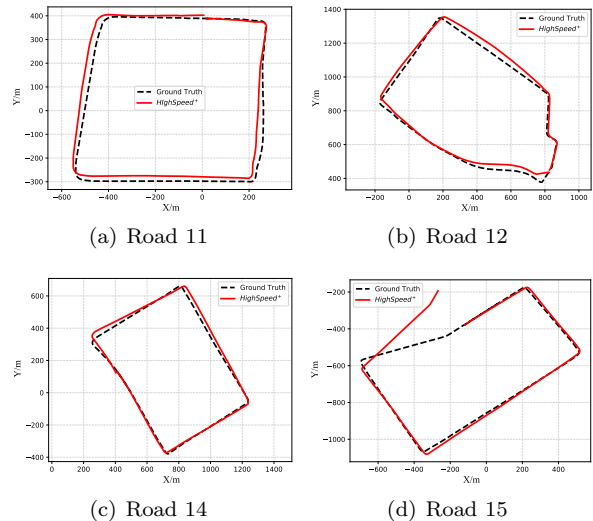 400
300
200
100
0
−100
−200
−300
−600
−400
−200
0
200
Y/m
X/m
Ground Truth
HighSpeed+
(a) Road 11
1400
1200
1000
800
600
400
−200
0
200
400
600
800
1000
Y/m
X/m
Ground Truth
HighSpeed+
(b) Road 12
600
400
200
0
−200
−400
0
200
400
600
800
1000
1200
1400
Y/m
X/m
Ground Truth
HighSpeed+
(c) Road 14
−200
−400
−600
−800
−1000
−600
−400
−200
0
200
400
Y/m
X/m
Ground Truth
HighSpeed+
(d) Road 15